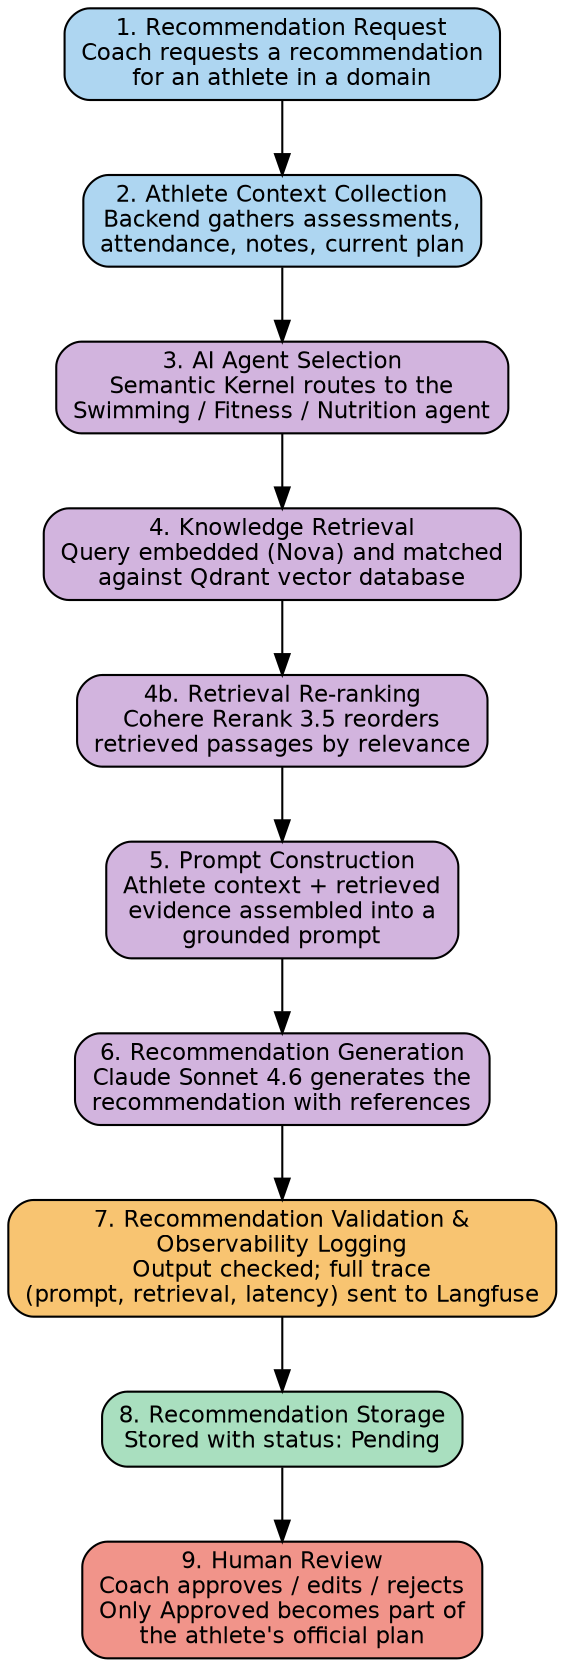 1. Recommendation Request
Coach requests a recommendation
for an athlete in a domain
2. Athlete Context Collection
Backend gathers assessments,
attendance, notes, current plan
3. AI Agent Selection
Semantic Kernel routes to the
Swimming / Fitness / Nutrition agent
4. Knowledge Retrieval
Query embedded (Nova) and matched
against Qdrant vector database
4b. Retrieval Re-ranking
Cohere Rerank 3.5 reorders
retrieved passages by relevance
5. Prompt Construction
Athlete context + retrieved
evidence assembled into a
grounded prompt
6. Recommendation Generation
Claude Sonnet 4.6 generates the
recommendation with references
7. Recommendation Validation &
Observability Logging
Output checked; full trace
(prompt, retrieval, latency) sent to Langfuse
8. Recommendation Storage
Stored with status: Pending
9. Human Review
Coach approves / edits / rejects
Only Approved becomes part of
the athlete's official plan